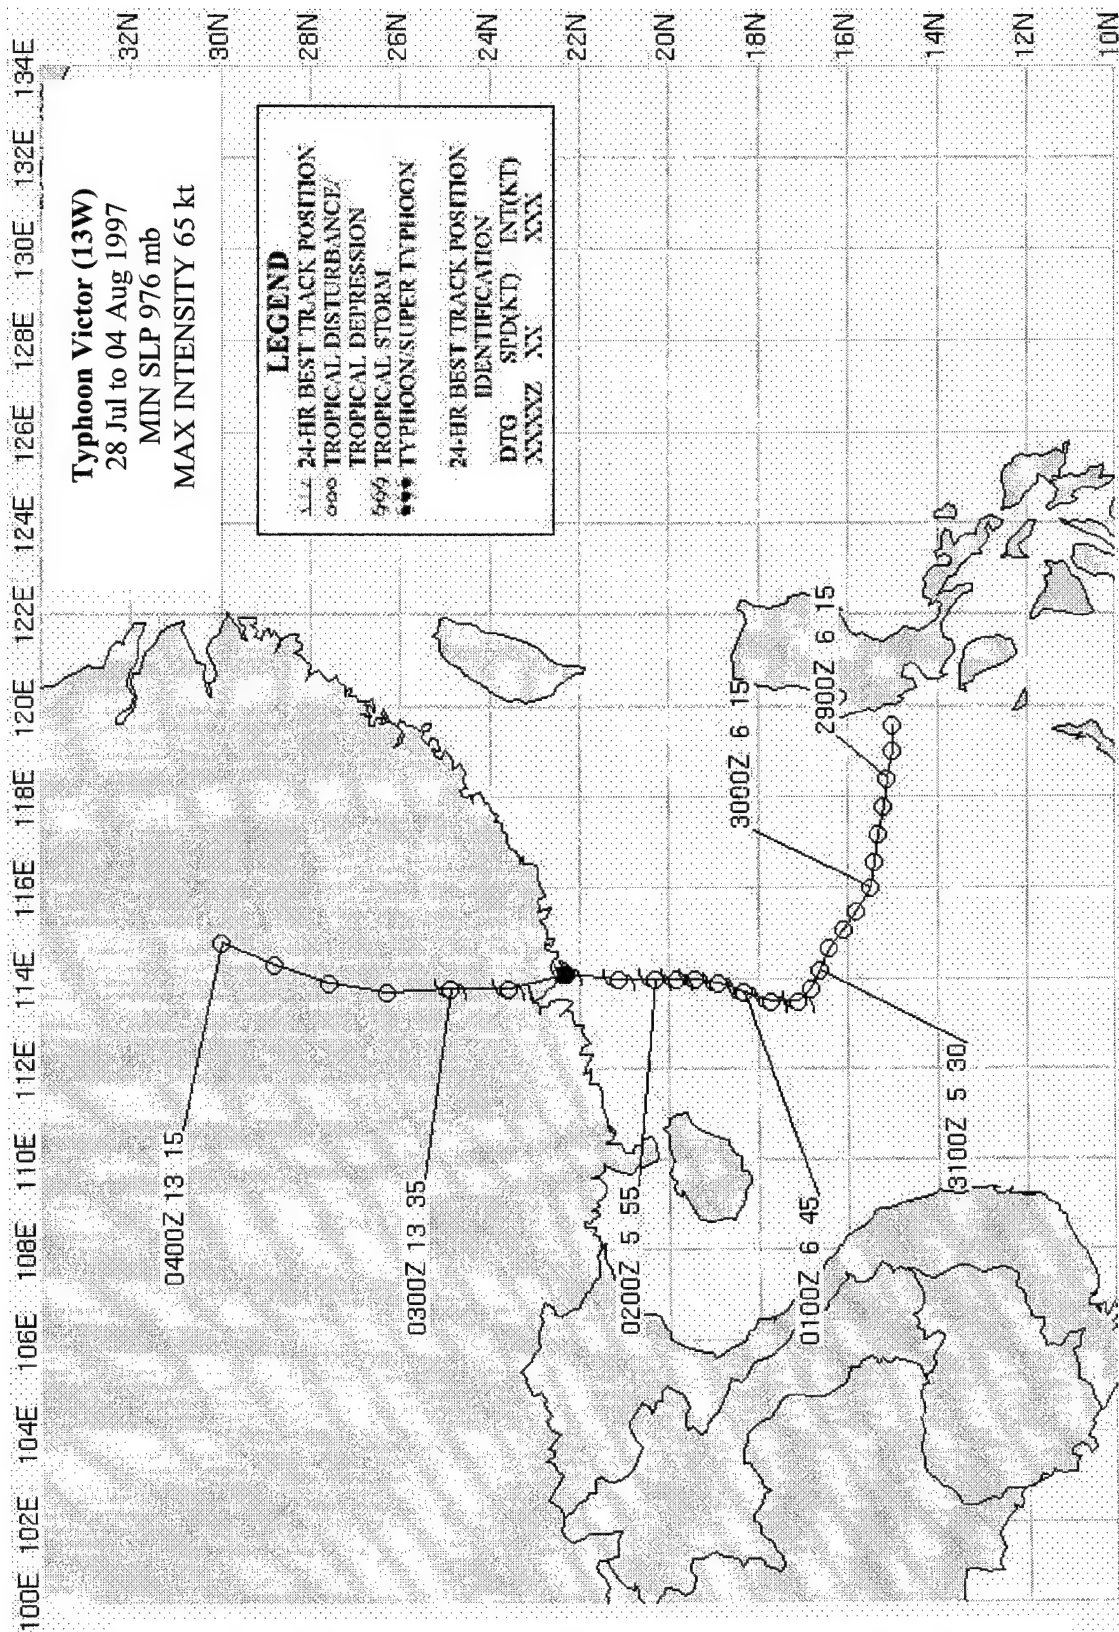 Typhoon Victor (13W)
28 Jul to 04 Aug 1997
MIN SLP 976 mb
MAX INTENSITY 65 kt
LEGEND
24-HR BEST TRACK POSITION
TROPICAL DISTURBANCE/
TROPICAL DEPRESSION
TROPICAL STORM
TYPHOON/SUPER TYPHOON
24-HR BEST TRACK POSITION
IDENTIFICATION
DTG SPD(KT) INT(KT)
XXXXZ XX XXX
100E 102E 104E 106E 108E 110E 112E 114E 116E 118E 120E 122E 124E 126E 128E 130E 132E 134E
32N
30N
28N
26N
24N
22N
20N
18N
16N
14N
12N
10N
0400Z 13 15
0300Z 13 35
0200Z 5 55
0100Z 6 45
3100Z 5 30
3000Z 6 15
2900Z 6 15